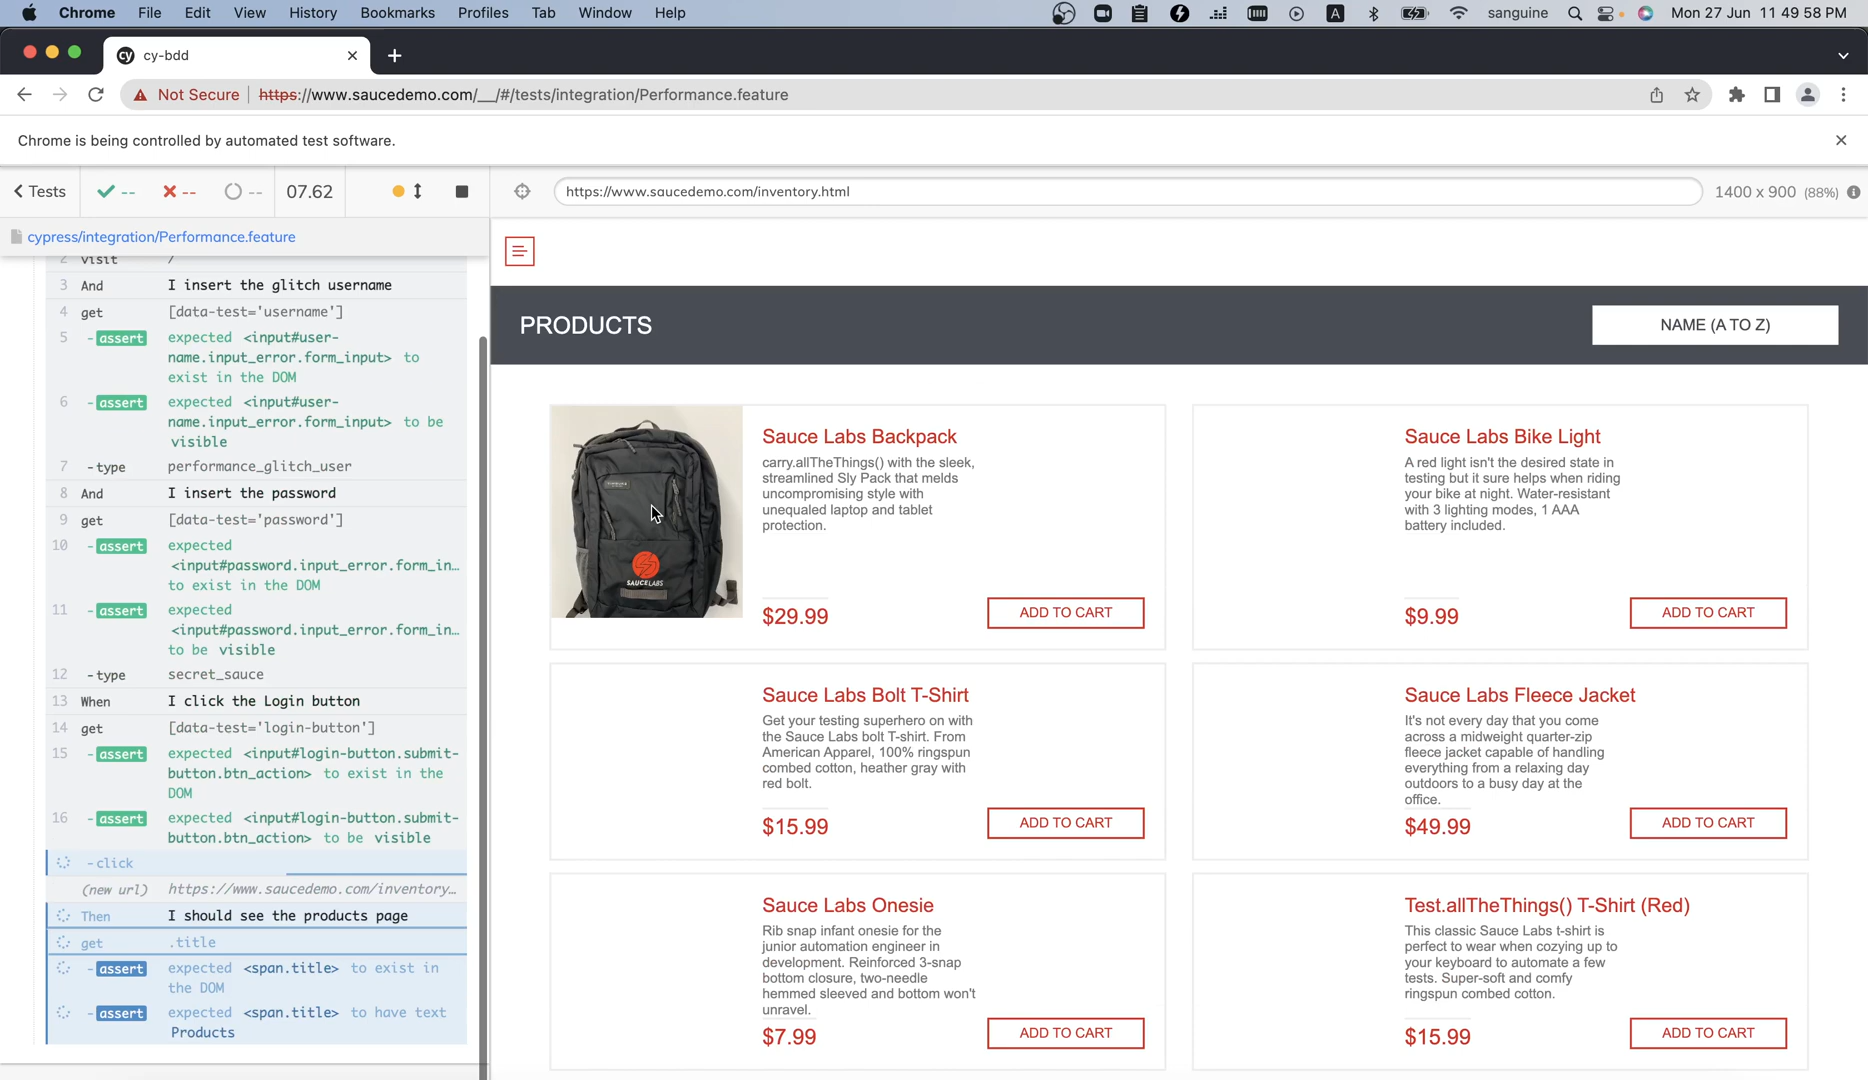 Chrome File Edit View History Bookmarks Profiles Tab Window Help
A sanguine Mon 27 Jun 11 49 58 PM
cy cy-bdd
Not Secure https://www.saucedemo.com/__/#/tests/integration/Performance.feature
Chrome is being controlled by automated test software.
Tests -- -- -- 07.62
https://www.saucedemo.com/inventory.html 1400 x 900 (88%)
cypress/integration/Performance.feature
2 visit /
3 And I insert the glitch username
4 get [data-test='username']
5 -assert expected <input#user-
name.input_error.form_input> to
exist in the DOM
6 -assert expected <input#user-
name.input_error.form_input> to be
visible
7 -type performance_glitch_user
8 And I insert the password
9 get [data-test='password']
10 -assert expected
<input#password.input_error.form_in…
to exist in the DOM
11 -assert expected
<input#password.input_error.form_in…
to be visible
12 -type secret_sauce
13 When I click the Login button
14 get [data-test='login-button']
15 -assert expected <input#login-button.submit-
button.btn_action> to exist in the
DOM
16 -assert expected <input#login-button.submit-
button.btn_action> to be visible
-click
(new url) https://www.saucedemo.com/inventory…
Then I should see the products page
get .title
-assert expected <span.title> to exist in
the DOM
-assert expected <span.title> to have text
Products
PRODUCTS
NAME (A TO Z)
SAUCELABS
Sauce Labs Backpack
carry.allTheThings() with the sleek,
streamlined Sly Pack that melds
uncompromising style with
unequaled laptop and tablet
protection.
$29.99
ADD TO CART
Sauce Labs Bike Light
A red light isn't the desired state in
testing but it sure helps when riding
your bike at night. Water-resistant
with 3 lighting modes, 1 AAA
battery included.
$9.99
ADD TO CART
Sauce Labs Bolt T-Shirt
Get your testing superhero on with
the Sauce Labs bolt T-shirt. From
American Apparel, 100% ringspun
combed cotton, heather gray with
red bolt.
$15.99
ADD TO CART
Sauce Labs Fleece Jacket
It's not every day that you come
across a midweight quarter-zip
fleece jacket capable of handling
everything from a relaxing day
outdoors to a busy day at the
office.
$49.99
ADD TO CART
Sauce Labs Onesie
Rib snap infant onesie for the
junior automation engineer in
development. Reinforced 3-snap
bottom closure, two-needle
hemmed sleeved and bottom won't
unravel.
$7.99
ADD TO CART
Test.allTheThings() T-Shirt (Red)
This classic Sauce Labs t-shirt is
perfect to wear when cozying up to
your keyboard to automate a few
tests. Super-soft and comfy
ringspun combed cotton.
$15.99
ADD TO CART